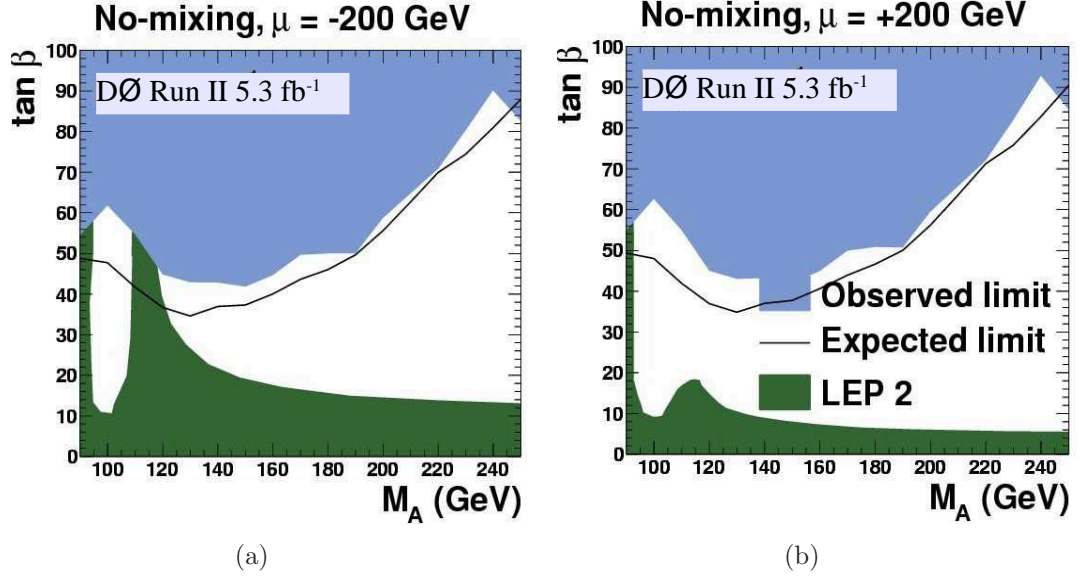 No-mixing, μ = -200 GeV
tan β
100
90
80
70
60
50
40
30
20
10
0
DØ Run II 5.3 fb⁻¹
100 120 140 160 180 200 220 240
M_A (GeV)
(a)
No-mixing, μ = +200 GeV
tan β
100
90
80
70
60
50
40
30
20
10
0
DØ Run II 5.3 fb⁻¹
Observed limit
Expected limit
LEP 2
100 120 140 160 180 200 220 240
M_A (GeV)
(b)